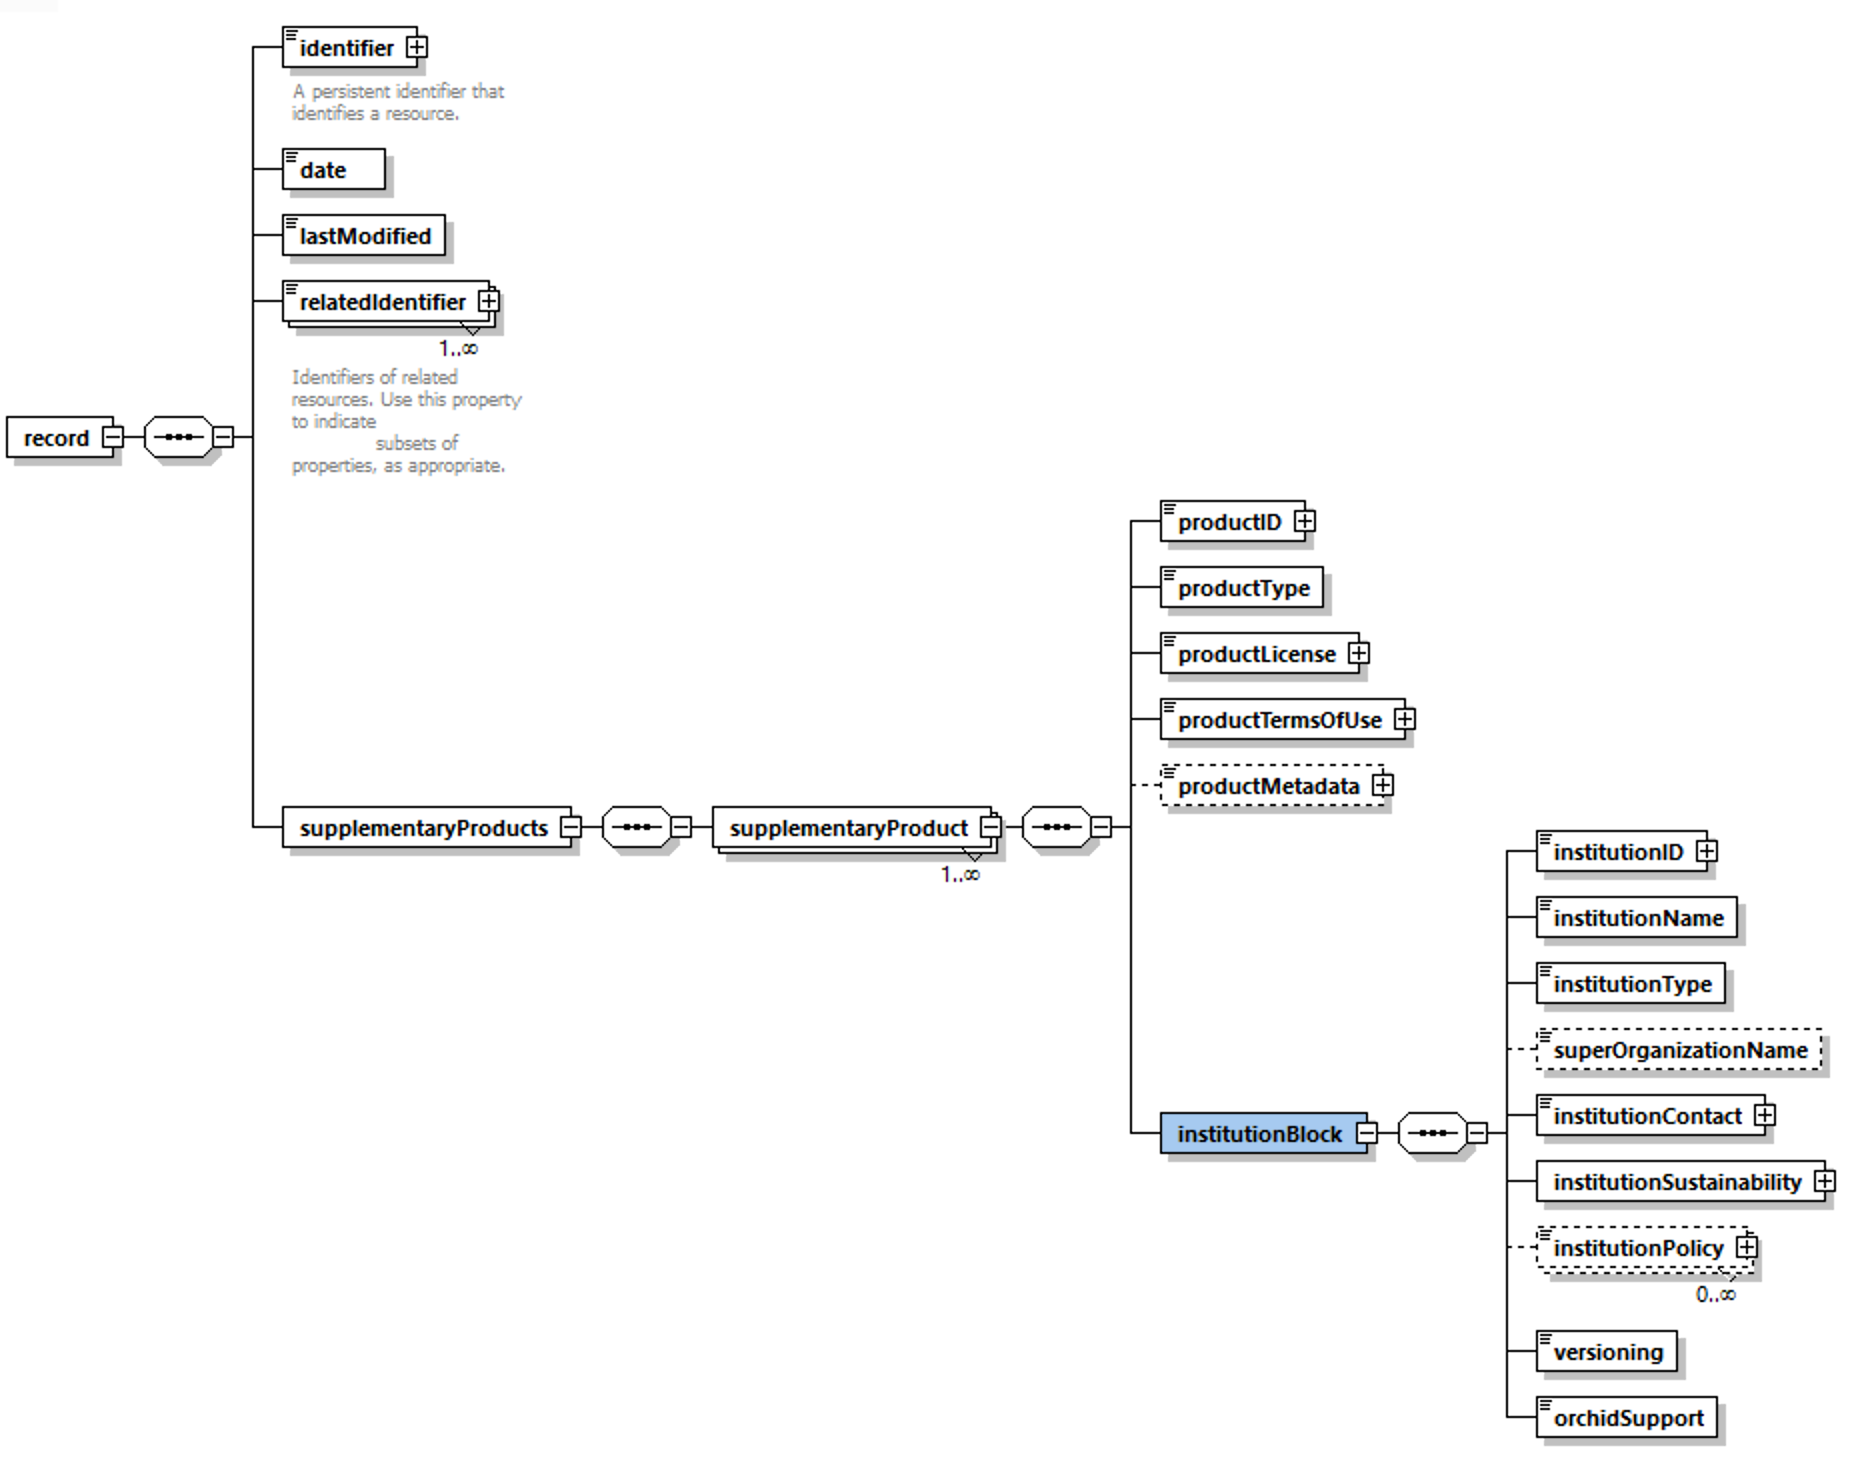 identifier
A persistent identifier that
identifies a resource.
date
lastModified
relatedIdentifier
1..∞
Identifiers of related
resources. Use this property
to indicate
subsets of
properties, as appropriate.
record
supplementaryProducts
supplementaryProduct
1..∞
productID
productType
productLicense
productTermsOfUse
productMetadata
institutionBlock
institutionID
institutionName
institutionType
superOrganizationName
institutionContact
institutionSustainability
institutionPolicy
0..∞
versioning
orchidSupport